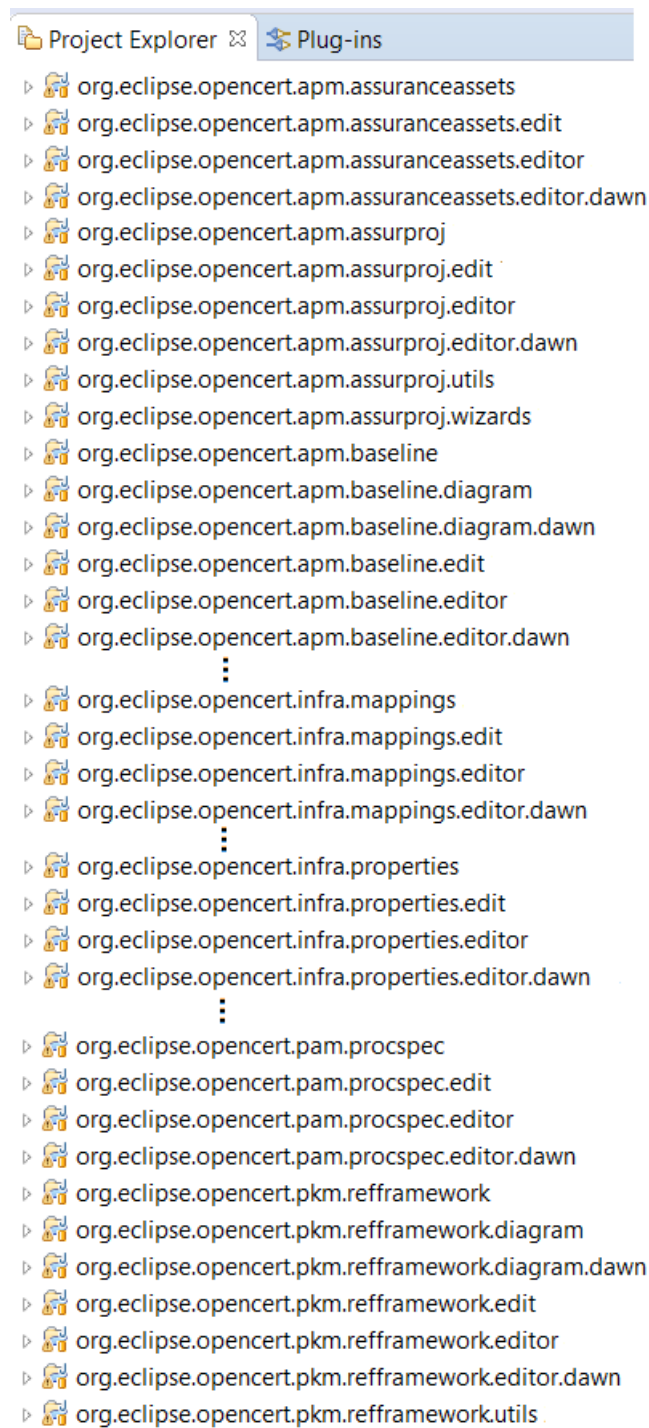 Project Explorer Plug-ins
org.eclipse.opencert.apm.assuranceassets
org.eclipse.opencert.apm.assuranceassets.edit
org.eclipse.opencert.apm.assuranceassets.editor
org.eclipse.opencert.apm.assuranceassets.editor.dawn
org.eclipse.opencert.apm.assurproj
org.eclipse.opencert.apm.assurproj.edit
org.eclipse.opencert.apm.assurproj.editor
org.eclipse.opencert.apm.assurproj.editor.dawn
org.eclipse.opencert.apm.assurproj.utils
org.eclipse.opencert.apm.assurproj.wizards
org.eclipse.opencert.apm.baseline
org.eclipse.opencert.apm.baseline.diagram
org.eclipse.opencert.apm.baseline.diagram.dawn
org.eclipse.opencert.apm.baseline.edit
org.eclipse.opencert.apm.baseline.editor
org.eclipse.opencert.apm.baseline.editor.dawn
org.eclipse.opencert.infra.mappings
org.eclipse.opencert.infra.mappings.edit
org.eclipse.opencert.infra.mappings.editor
org.eclipse.opencert.infra.mappings.editor.dawn
org.eclipse.opencert.infra.properties
org.eclipse.opencert.infra.properties.edit
org.eclipse.opencert.infra.properties.editor
org.eclipse.opencert.infra.properties.editor.dawn
org.eclipse.opencert.pam.procspec
org.eclipse.opencert.pam.procspec.edit
org.eclipse.opencert.pam.procspec.editor
org.eclipse.opencert.pam.procspec.editor.dawn
org.eclipse.opencert.pkm.refframework
org.eclipse.opencert.pkm.refframework.diagram
org.eclipse.opencert.pkm.refframework.diagram.dawn
org.eclipse.opencert.pkm.refframework.edit
org.eclipse.opencert.pkm.refframework.editor
org.eclipse.opencert.pkm.refframework.editor.dawn
org.eclipse.opencert.pkm.refframework.utils